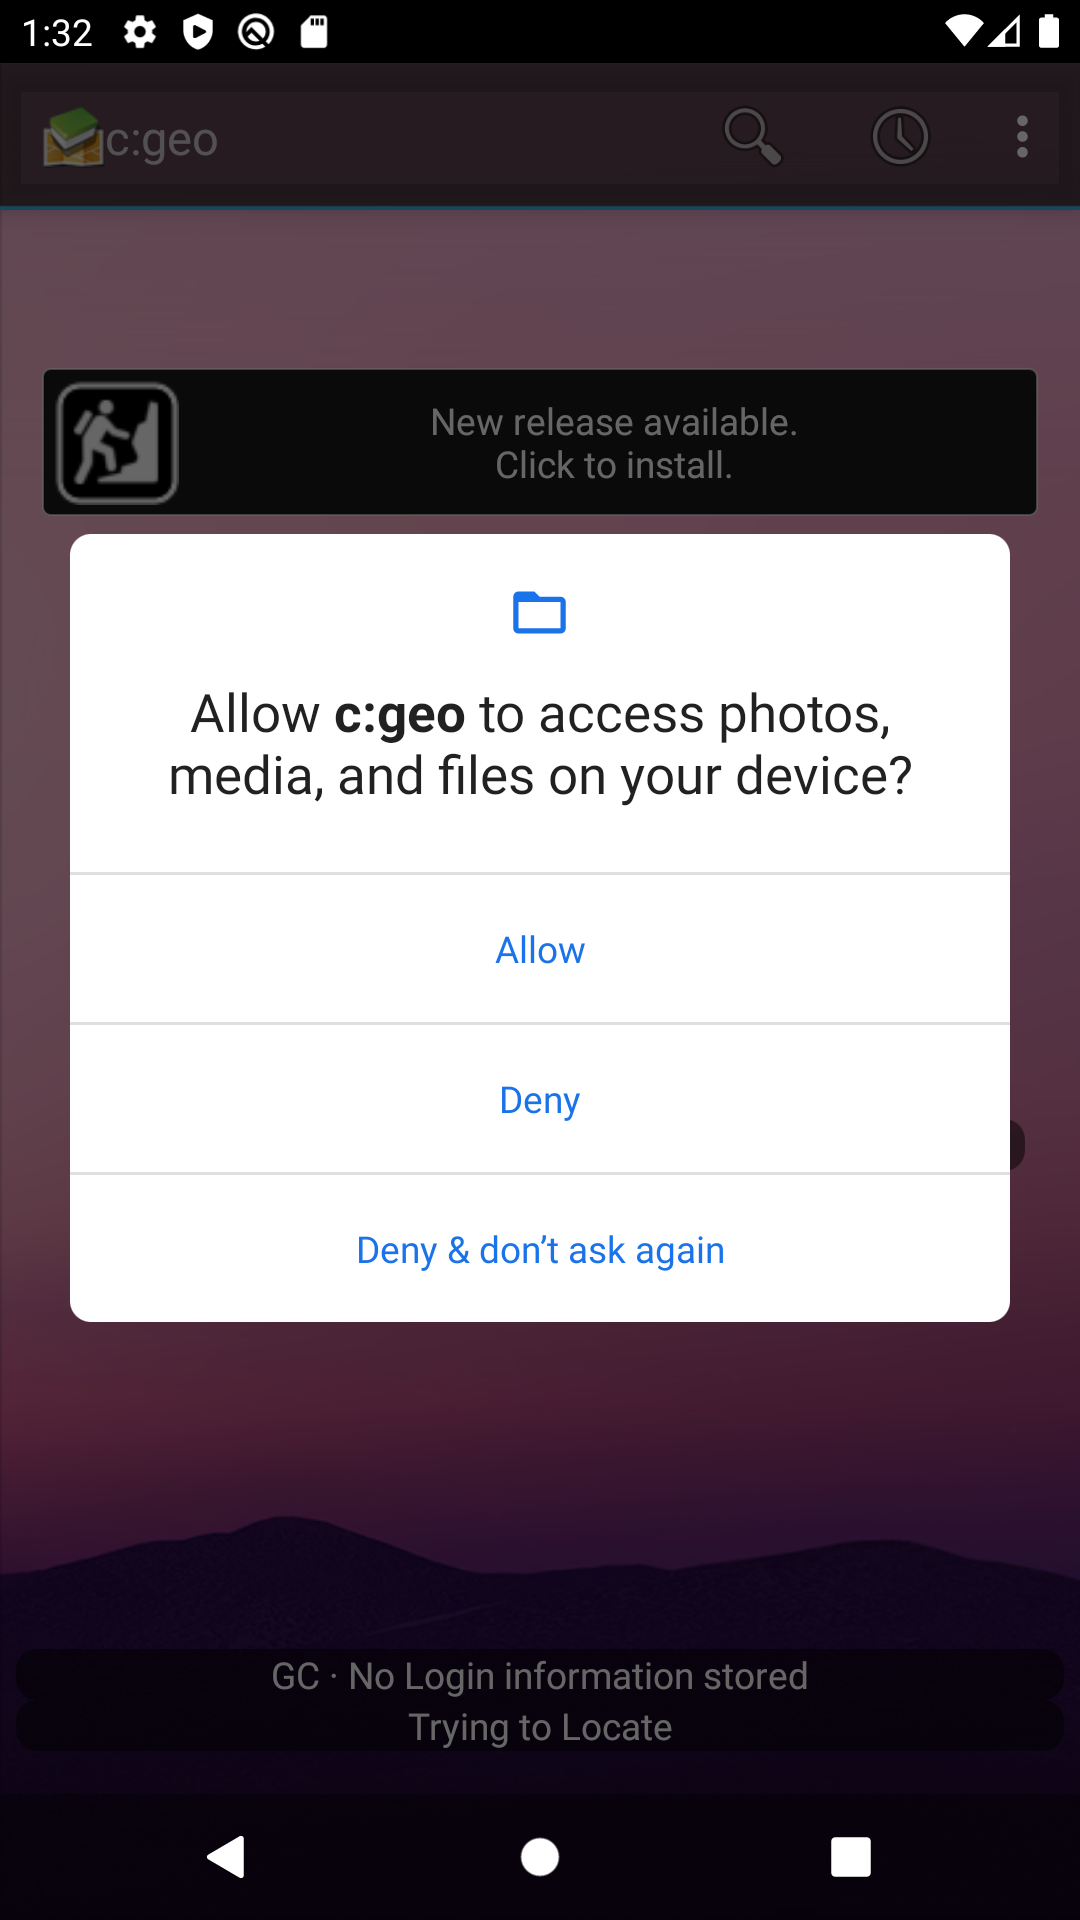 1:32
c:geo
New release available.
Click to install.
Allow c:geo to access photos,
media, and files on your device?
Allow
Deny
Deny & don’t ask again
GC · No Login information stored
Trying to Locate